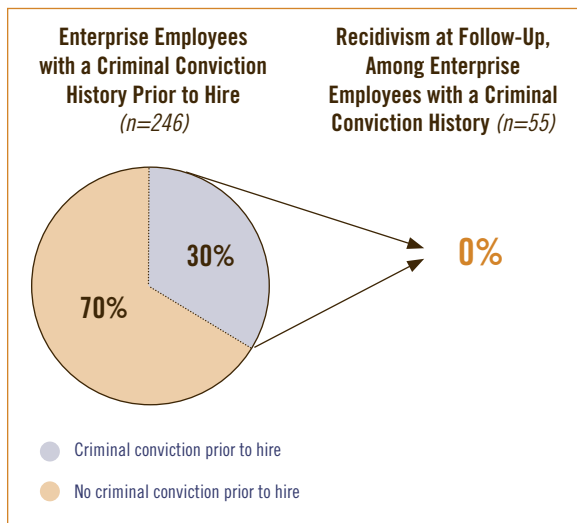 Enterprise Employees
with a Criminal Conviction
History Prior to Hire
(n=246)
Recidivism at Follow-Up,
Among Enterprise
Employees with a Criminal
Conviction History (n=55)
30%
70%
0%
Criminal conviction prior to hire
No criminal conviction prior to hire